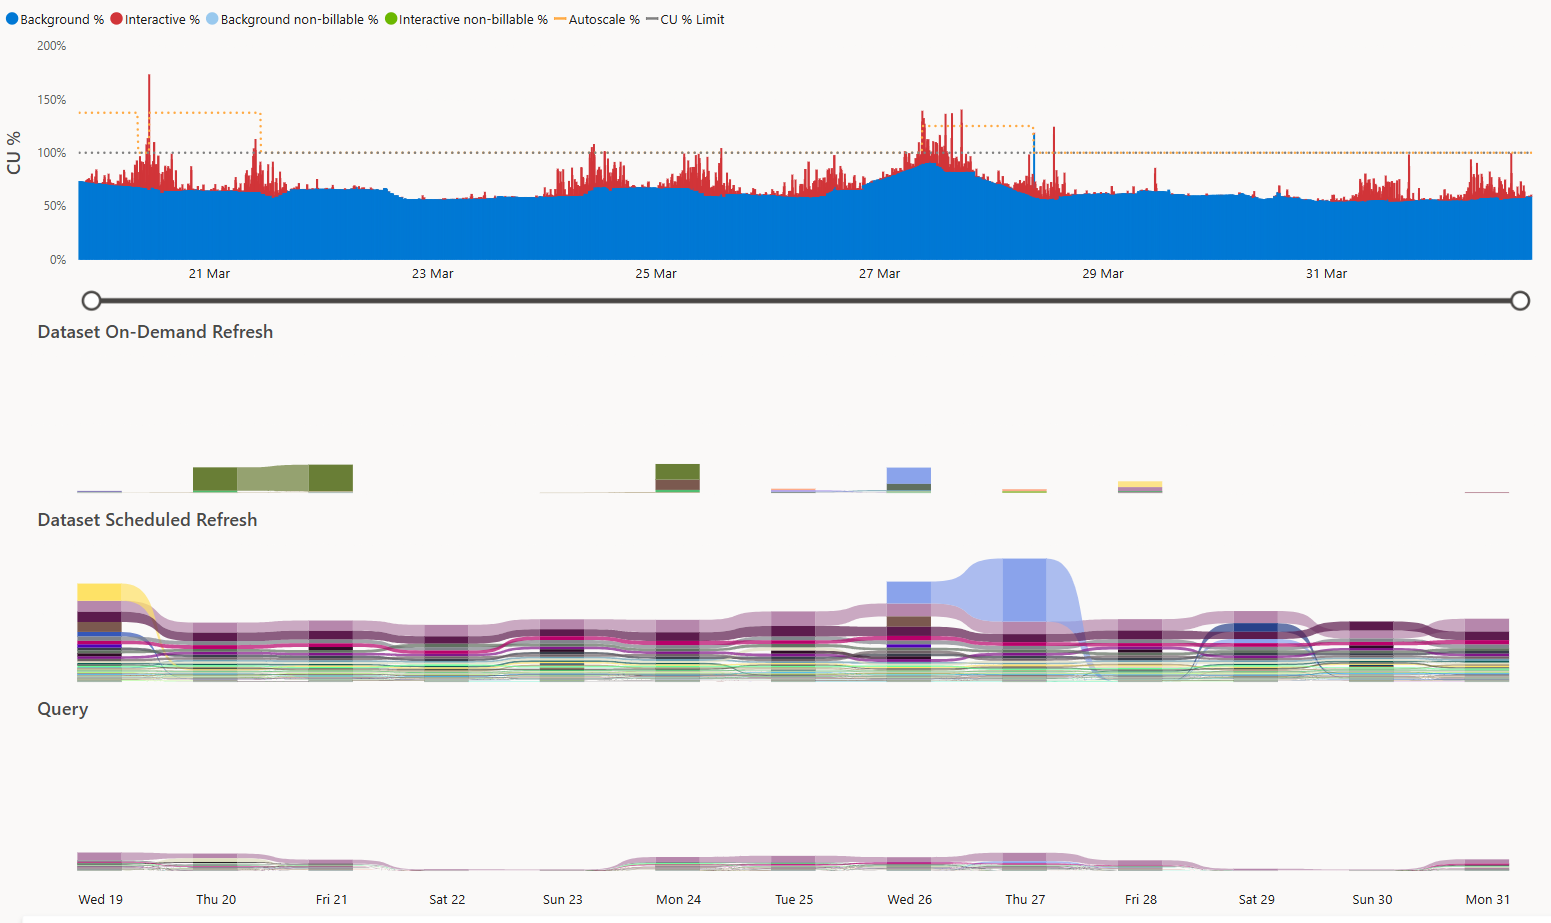 Background % Interactive % Background non-billable % Interactive non-billable % Autoscale % CU % Limit
200%
150%
100%
50%
0%
CU %
21 Mar 23 Mar 25 Mar 27 Mar 29 Mar 31 Mar
Dataset On-Demand Refresh
Dataset Scheduled Refresh
Query
Wed 19 Thu 20 Fri 21 Sat 22 Sun 23 Mon 24 Tue 25 Wed 26 Thu 27 Fri 28 Sat 29 Sun 30 Mon 31